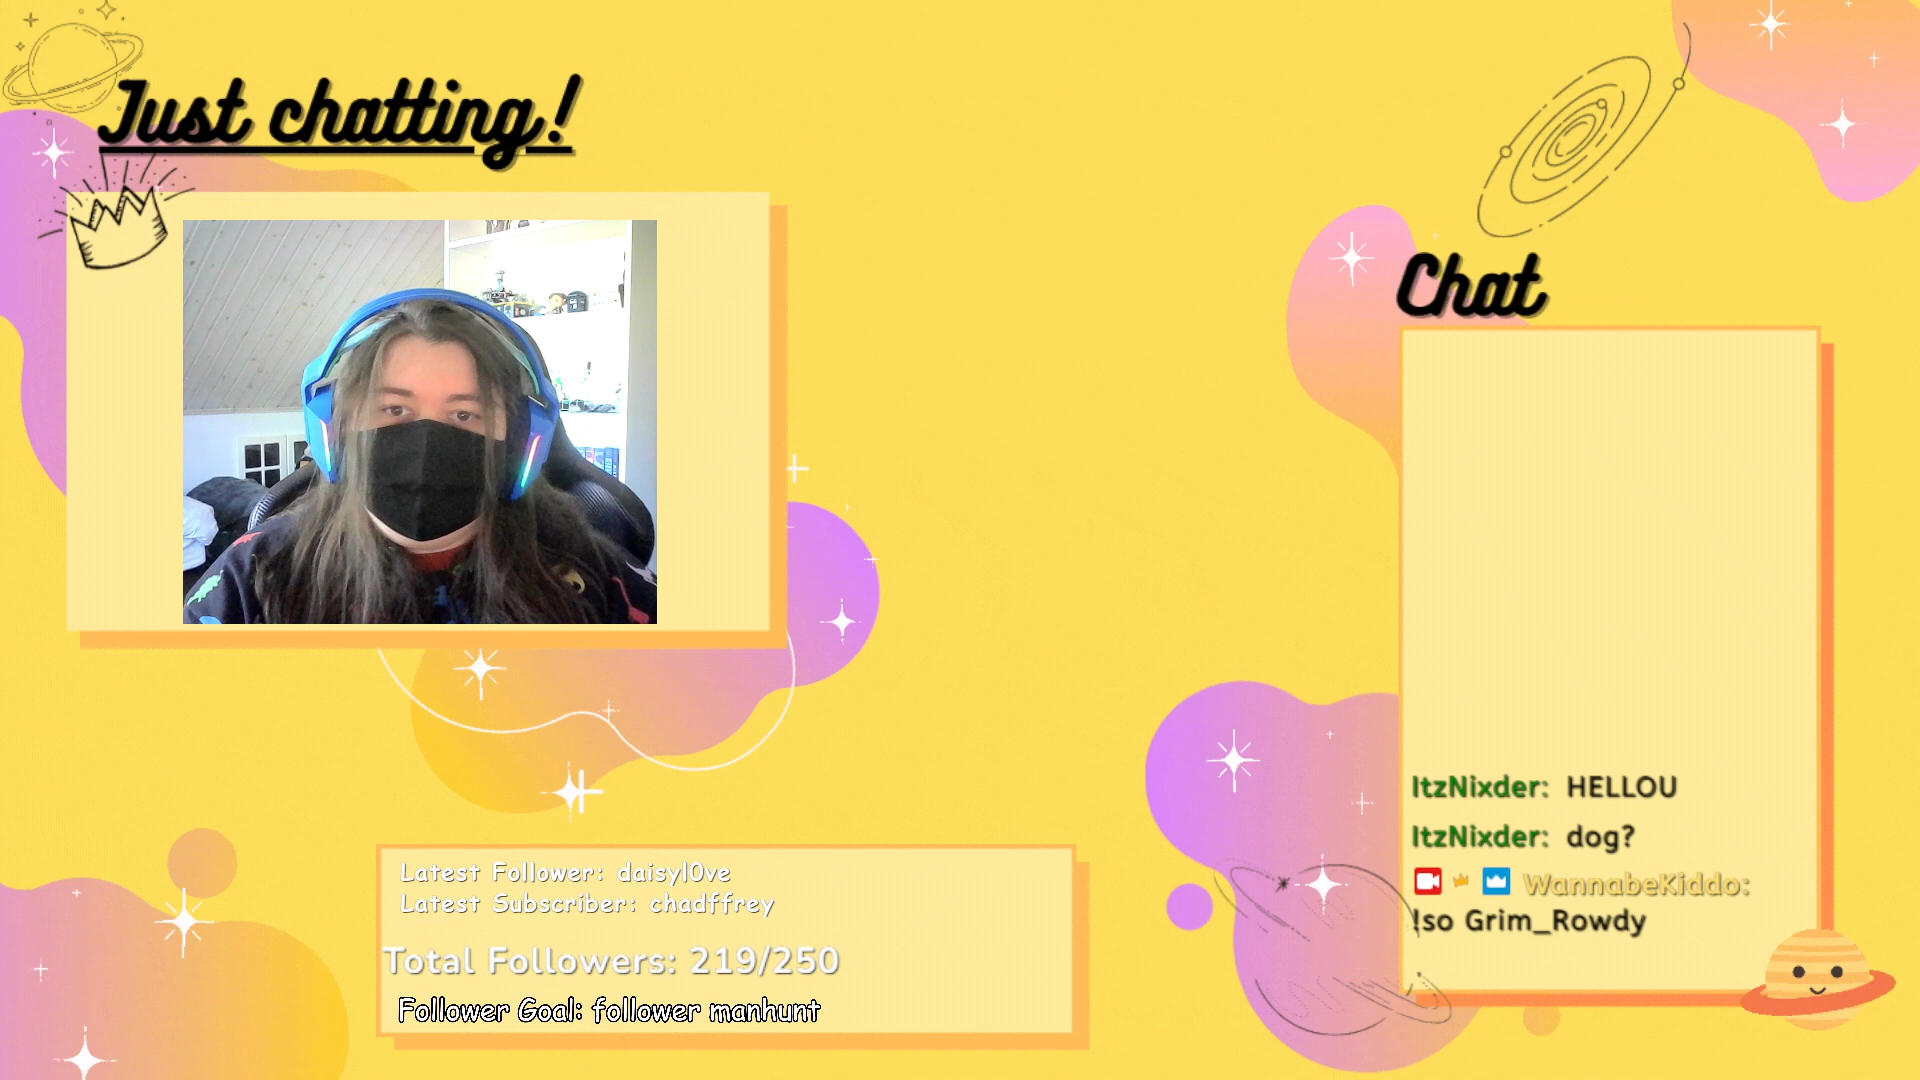 Just chatting!
Chat
ItzNixder: HELLOU
ItzNixder: dog?
WannabeKiddo:
!so Grim_Rowdy
Latest Follower: daisyl0ve
Latest Subscriber: chadffrey
Total Followers: 219/250
Follower Goal: follower manhunt